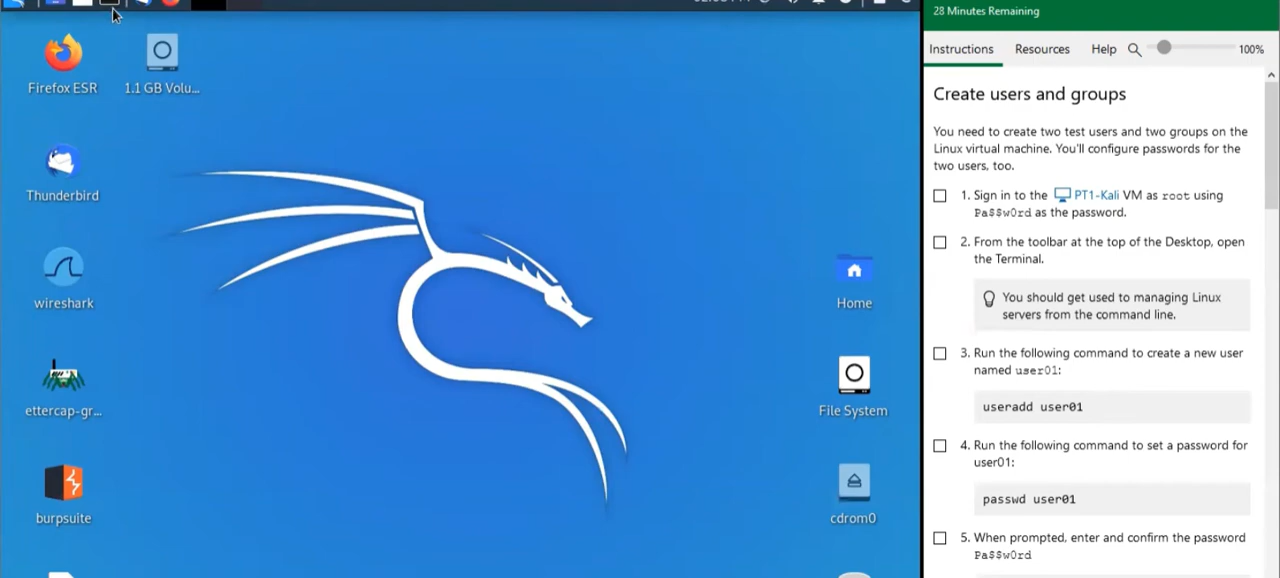 Firefox ESR
1.1 GB Volu...
Thunderbird
wireshark
ettercap-gr...
burpsuite
Home
File System
cdrom0
28 Minutes Remaining
Instructions Resources Help 100%
Create users and groups
You need to create two test users and two groups on the
Linux virtual machine. You'll configure passwords for the
two users, too.
1. Sign in to the PT1-Kali VM as root using
Pa$$w0rd as the password.
2. From the toolbar at the top of the Desktop, open
the Terminal.
You should get used to managing Linux
servers from the command line.
3. Run the following command to create a new user
named user01:
useradd user01
4. Run the following command to set a password for
user01:
passwd user01
5. When prompted, enter and confirm the password
Pa$$w0rd